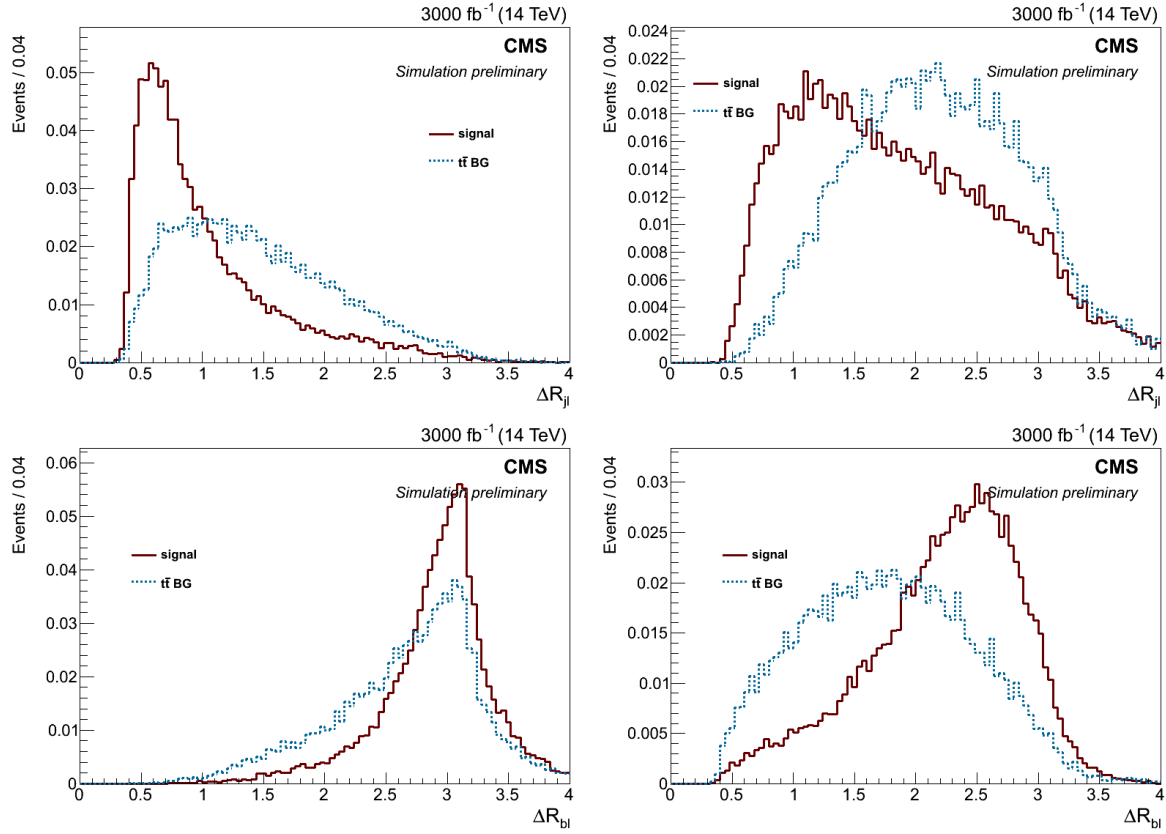 3000 fb⁻¹ (14 TeV)
Events / 0.04
CMS
Simulation preliminary
signal
tt̄ BG
0.05
0.04
0.03
0.02
0.01
0
0 0.5 1 1.5 2 2.5 3 3.5 4
ΔR_jl
3000 fb⁻¹ (14 TeV)
Events / 0.04
CMS
Simulation preliminary
signal
tt̄ BG
0.024
0.022
0.02
0.018
0.016
0.014
0.012
0.01
0.008
0.006
0.004
0.002
0
0 0.5 1 1.5 2 2.5 3 3.5 4
ΔR_jl
3000 fb⁻¹ (14 TeV)
Events / 0.04
CMS
Simulation preliminary
signal
tt̄ BG
0.06
0.05
0.04
0.03
0.02
0.01
0
0 0.5 1 1.5 2 2.5 3 3.5 4
ΔR_bl
3000 fb⁻¹ (14 TeV)
Events / 0.04
CMS
Simulation preliminary
signal
tt̄ BG
0.03
0.025
0.02
0.015
0.01
0.005
0
0 0.5 1 1.5 2 2.5 3 3.5 4
ΔR_bl